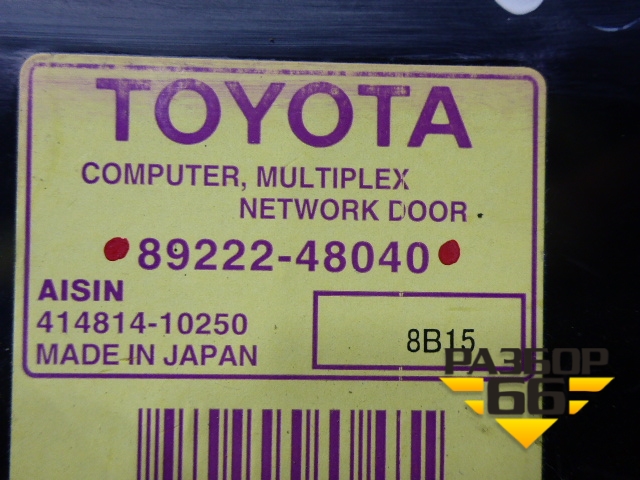 TOYOTA
COMPUTER, MULTIPLEX
NETWORK DOOR
89222-48040
AISIN
414814-10250
MADE IN JAPAN
8B15
РАЗБОР
66